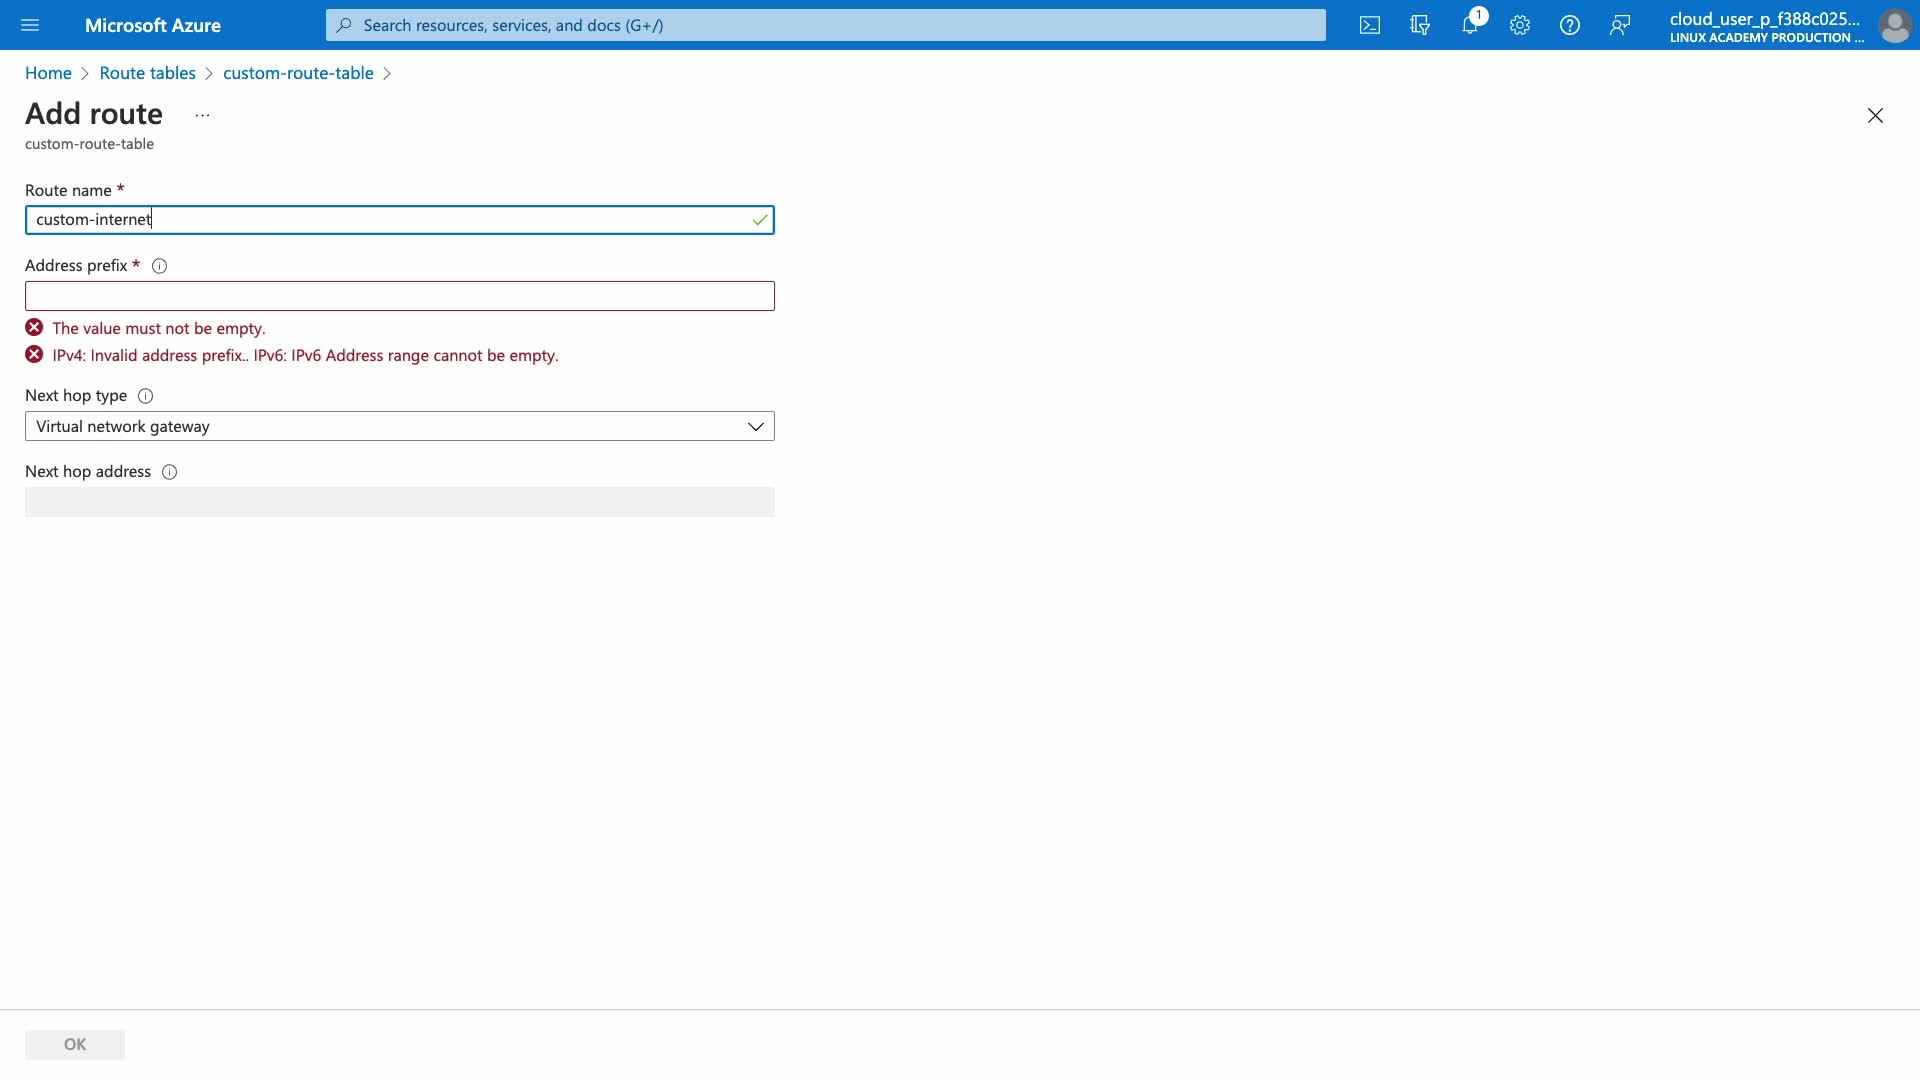 Microsoft Azure
Search resources, services, and docs (G+/)
1
cloud_user_p_f388c025...
LINUX ACADEMY PRODUCTION ...
Home > Route tables > custom-route-table >
Add route ...
custom-route-table
Route name *
custom-internet
Address prefix *
The value must not be empty.
IPv4: Invalid address prefix.. IPv6: IPv6 Address range cannot be empty.
Next hop type
Virtual network gateway
Next hop address
OK